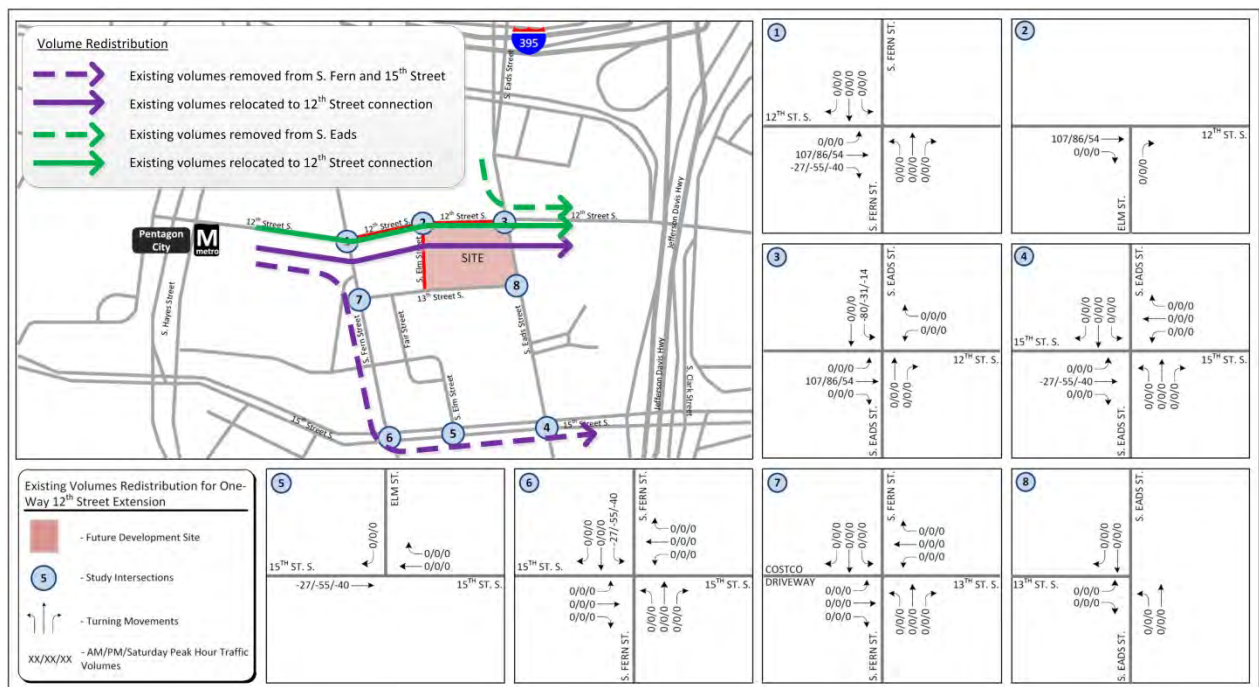 Volume Redistribution
Existing volumes removed from S. Fern and 15th Street
Existing volumes relocated to 12th Street connection
Existing volumes removed from S. Eads
Existing volumes relocated to 12th Street connection
395
S. Eads Street
Pentagon
City
M
metro
12th Street S.
12th Street S.
12th Street S.
12th Street S.
1
2
3
S. Elm Street
SITE
13th Street S.
7
8
S. Hayes Street
S. Fern Street
Fair Street
S. Elm Street
S. Eads Street
Jefferson Davis Hwy
Jefferson Davis Hwy
S. Clark Street
15th Street S.
6
5
4
15th Street S.
1
S. FERN ST.
0/0/0
0/0/0
0/0/0
12TH ST. S.
0/0/0
107/86/54
-27/-55/-40
S. FERN ST.
0/0/0
0/0/0
0/0/0
2
107/86/54
0/0/0
12TH ST. S.
ELM ST.
0/0/0
3
S. EADS ST.
0/0/0
-80/-31/-14
0/0/0
0/0/0
0/0/0
107/86/54
0/0/0
12TH ST. S.
S. EADS ST.
0/0/0
0/0/0
4
S. EADS ST.
0/0/0
0/0/0
0/0/0
0/0/0
0/0/0
0/0/0
15TH ST. S.
0/0/0
-27/-55/-40
0/0/0
15TH ST. S.
S. EADS ST.
0/0/0
0/0/0
0/0/0
Existing Volumes Redistribution for One-
Way 12th Street Extension
- Future Development Site
5
- Study Intersections
- Turning Movements
XX/XX/XX
- AM/PM/Saturday Peak Hour Traffic
Volumes
5
ELM ST.
0/0/0
0/0/0
0/0/0
15TH ST. S.
15TH ST. S.
-27/-55/-40
6
S. FERN ST.
0/0/0
0/0/0
-27/-55/-40
0/0/0
0/0/0
0/0/0
15TH ST. S.
0/0/0
0/0/0
0/0/0
15TH ST. S.
S. FERN ST.
0/0/0
0/0/0
0/0/0
7
S. FERN ST.
0/0/0
0/0/0
0/0/0
0/0/0
0/0/0
0/0/0
COSTCO
DRIVEWAY
0/0/0
0/0/0
0/0/0
13TH ST. S.
S. FERN ST.
0/0/0
0/0/0
0/0/0
8
S. EADS ST.
0/0/0
0/0/0
13TH ST. S.
0/0/0
0/0/0
S. EADS ST.
0/0/0
0/0/0